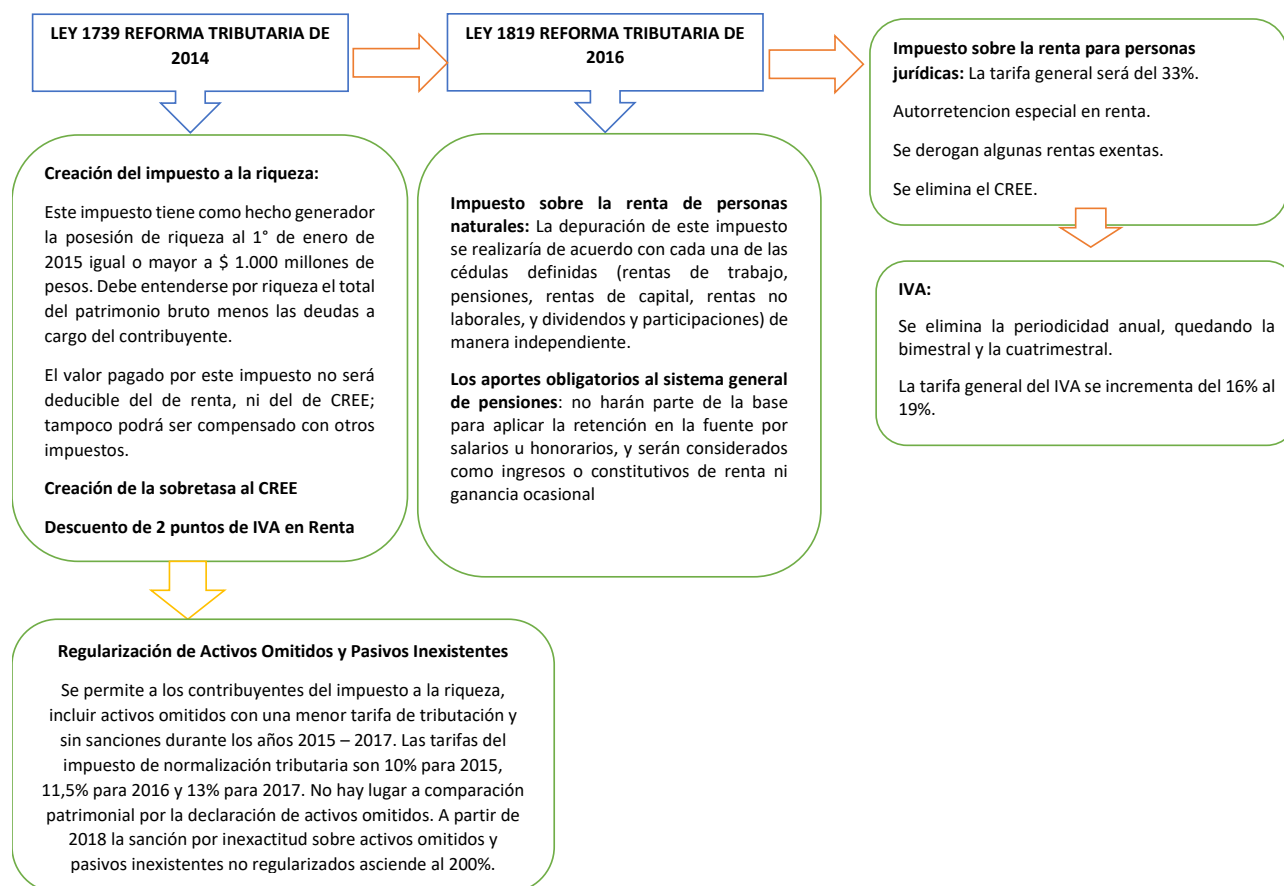 LEY 1739 REFORMA TRIBUTARIA DE
2014
LEY 1819 REFORMA TRIBUTARIA DE
2016
Impuesto sobre la renta para personas
jurídicas: La tarifa general será del 33%.
Autorretencion especial en renta.
Se derogan algunas rentas exentas.
Se elimina el CREE.
Creación del impuesto a la riqueza:
Este impuesto tiene como hecho generador
la posesión de riqueza al 1° de enero de
2015 igual o mayor a $ 1.000 millones de
pesos. Debe entenderse por riqueza el total
del patrimonio bruto menos las deudas a
cargo del contribuyente.
El valor pagado por este impuesto no será
deducible del de renta, ni del de CREE;
tampoco podrá ser compensado con otros
impuestos.
Creación de la sobretasa al CREE
Descuento de 2 puntos de IVA en Renta
Impuesto sobre la renta de personas
naturales: La depuración de este impuesto
se realizaría de acuerdo con cada una de las
cédulas definidas (rentas de trabajo,
pensiones, rentas de capital, rentas no
laborales, y dividendos y participaciones) de
manera independiente.
Los aportes obligatorios al sistema general
de pensiones: no harán parte de la base
para aplicar la retención en la fuente por
salarios u honorarios, y serán considerados
como ingresos o constitutivos de renta ni
ganancia ocasional
IVA:
Se elimina la periodicidad anual, quedando la
bimestral y la cuatrimestral.
La tarifa general del IVA se incrementa del 16% al
19%.
Regularización de Activos Omitidos y Pasivos Inexistentes
Se permite a los contribuyentes del impuesto a la riqueza,
incluir activos omitidos con una menor tarifa de tributación y
sin sanciones durante los años 2015 – 2017. Las tarifas del
impuesto de normalización tributaria son 10% para 2015,
11,5% para 2016 y 13% para 2017. No hay lugar a comparación
patrimonial por la declaración de activos omitidos. A partir de
2018 la sanción por inexactitud sobre activos omitidos y
pasivos inexistentes no regularizados asciende al 200%.